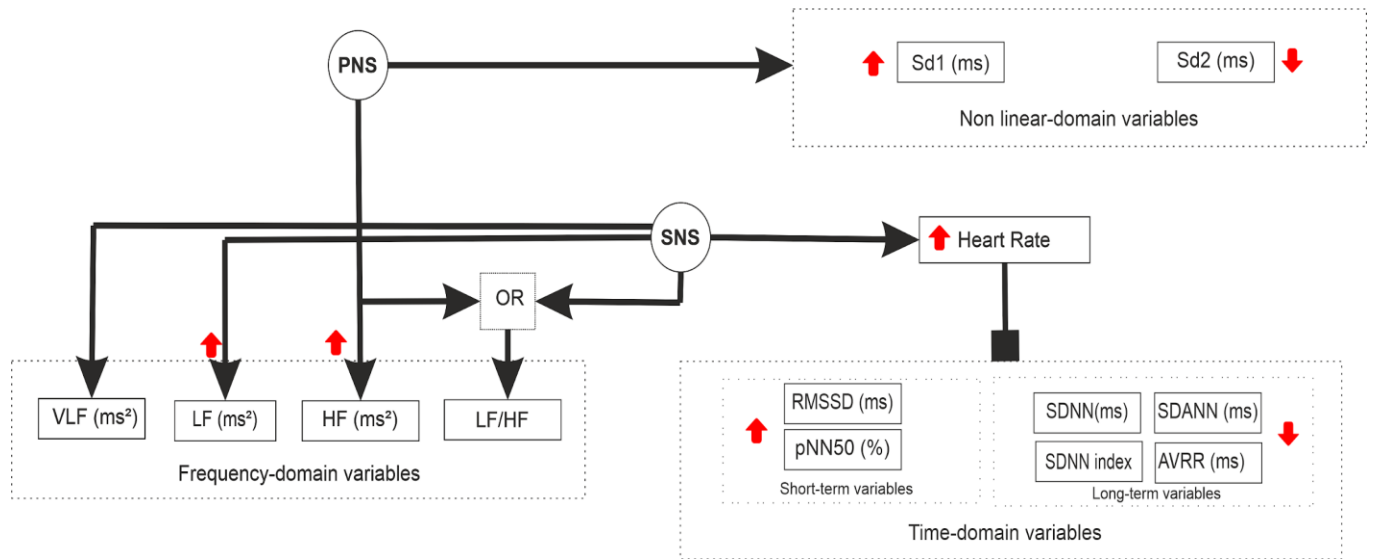 PNS
Sd1 (ms)
Sd2 (ms)
Non linear-domain variables
SNS
Heart Rate
OR
VLF (ms²)
LF (ms²)
HF (ms²)
LF/HF
Frequency-domain variables
RMSSD (ms)
pNN50 (%)
Short-term variables
SDNN(ms)
SDANN (ms)
SDNN index
AVRR (ms)
Long-term variables
Time-domain variables